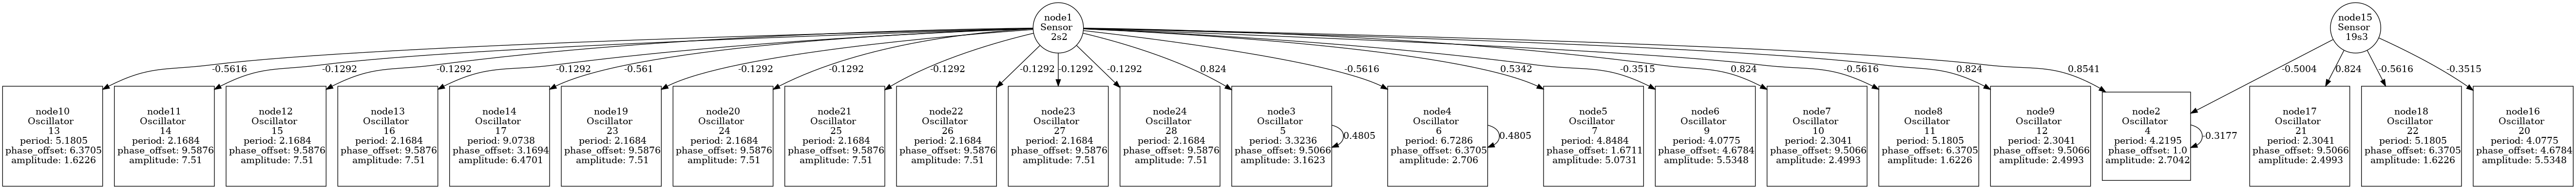 node1
Sensor
2s2
node15
Sensor
19s3
-0.5616
-0.1292
-0.1292
-0.1292
-0.561
-0.1292
-0.1292
-0.1292
-0.1292
-0.1292
-0.1292
0.824
-0.5616
0.5342
-0.3515
0.824
-0.5616
0.824
0.8541
-0.5004
0.824
-0.5616
-0.3515
node10
Oscillator
13
period: 5.1805
phase_offset: 6.3705
amplitude: 1.6226
node11
Oscillator
14
period: 2.1684
phase_offset: 9.5876
amplitude: 7.51
node12
Oscillator
15
period: 2.1684
phase_offset: 9.5876
amplitude: 7.51
node13
Oscillator
16
period: 2.1684
phase_offset: 9.5876
amplitude: 7.51
node14
Oscillator
17
period: 9.0738
phase_offset: 3.1694
amplitude: 6.4701
node19
Oscillator
23
period: 2.1684
phase_offset: 9.5876
amplitude: 7.51
node20
Oscillator
24
period: 2.1684
phase_offset: 9.5876
amplitude: 7.51
node21
Oscillator
25
period: 2.1684
phase_offset: 9.5876
amplitude: 7.51
node22
Oscillator
26
period: 2.1684
phase_offset: 9.5876
amplitude: 7.51
node23
Oscillator
27
period: 2.1684
phase_offset: 9.5876
amplitude: 7.51
node24
Oscillator
28
period: 2.1684
phase_offset: 9.5876
amplitude: 7.51
node3
Oscillator
5
period: 3.3236
phase_offset: 9.5066
amplitude: 3.1623
0.4805
node4
Oscillator
6
period: 6.7286
phase_offset: 6.3705
amplitude: 2.706
0.4805
node5
Oscillator
7
period: 4.8484
phase_offset: 1.6711
amplitude: 5.0731
node6
Oscillator
9
period: 4.0775
phase_offset: 4.6784
amplitude: 5.5348
node7
Oscillator
10
period: 2.3041
phase_offset: 9.5066
amplitude: 2.4993
node8
Oscillator
11
period: 5.1805
phase_offset: 6.3705
amplitude: 1.6226
node9
Oscillator
12
period: 2.3041
phase_offset: 9.5066
amplitude: 2.4993
node2
Oscillator
4
period: 4.2195
phase_offset: 1.0
amplitude: 2.7042
-0.3177
node17
Oscillator
21
period: 2.3041
phase_offset: 9.5066
amplitude: 2.4993
node18
Oscillator
22
period: 5.1805
phase_offset: 6.3705
amplitude: 1.6226
node16
Oscillator
20
period: 4.0775
phase_offset: 4.6784
amplitude: 5.5348